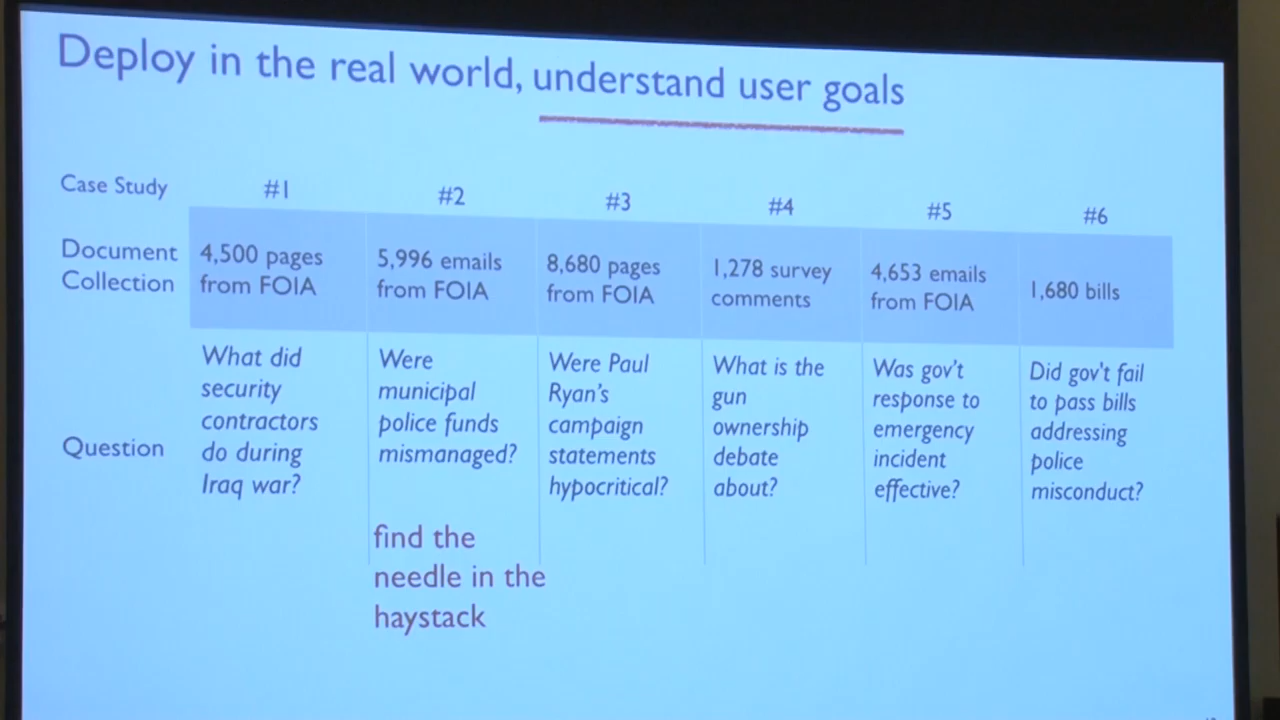 Deploy in the real world, understand user goals
Case Study
#1
#2
#3
#4
#5
#6
Document
Collection
4,500 pages
from FOIA
5,996 emails
from FOIA
8,680 pages
from FOIA
1,278 survey
comments
4,653 emails
from FOIA
1,680 bills
Question
What did
security
contractors
do during
Iraq war?
Were
municipal
police funds
mismanaged?
Were Paul
Ryan's
campaign
statements
hypocritical?
What is the
gun
ownership
debate
about?
Was gov't
response to
emergency
incident
effective?
Did gov't fail
to pass bills
addressing
police
misconduct?
find the
needle in the
haystack